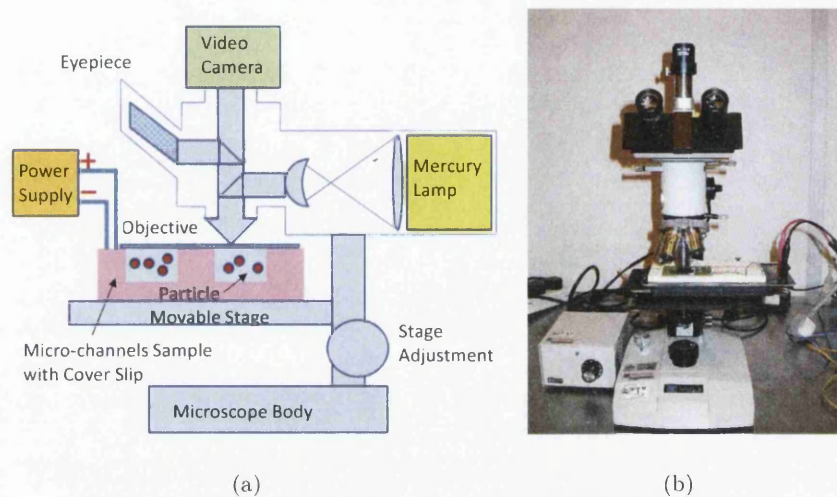 Video
Camera
Eyepiece
Power
Supply
+
−
Mercury
Lamp
Objective
Particle
Movable Stage
Stage
Adjustment
Micro-channels Sample
with Cover Slip
Microscope Body
(a)
(b)